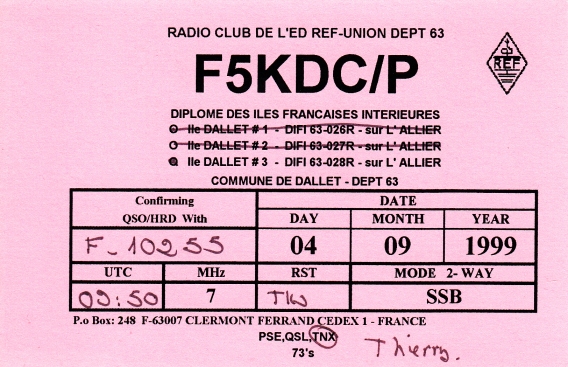 RADIO CLUB DE L'ED REF-UNION DEPT 63
F5KDC/P
REF
DIPLOME DES ILES FRANCAISES INTERIEURES
O Ile DALLET # 1 - DIFI 63-026R - sur L' ALLIER
O Ile DALLET # 2 - DIFI 63-027R - sur L' ALLIER
O Ile DALLET # 3 - DIFI 63-028R - sur L' ALLIER
COMMUNE DE DALLET - DEPT 63
Confirming DATE
QSO/HRD With DAY MONTH YEAR
F-10255 04 09 1999
UTC MHz RST MODE 2-WAY
09:50 7 SSB
P.o Box: 248 F-63007 CLERMONT FERRAND CEDEX 1 - FRANCE
PSE,QSL,TNX
73's Thierry.